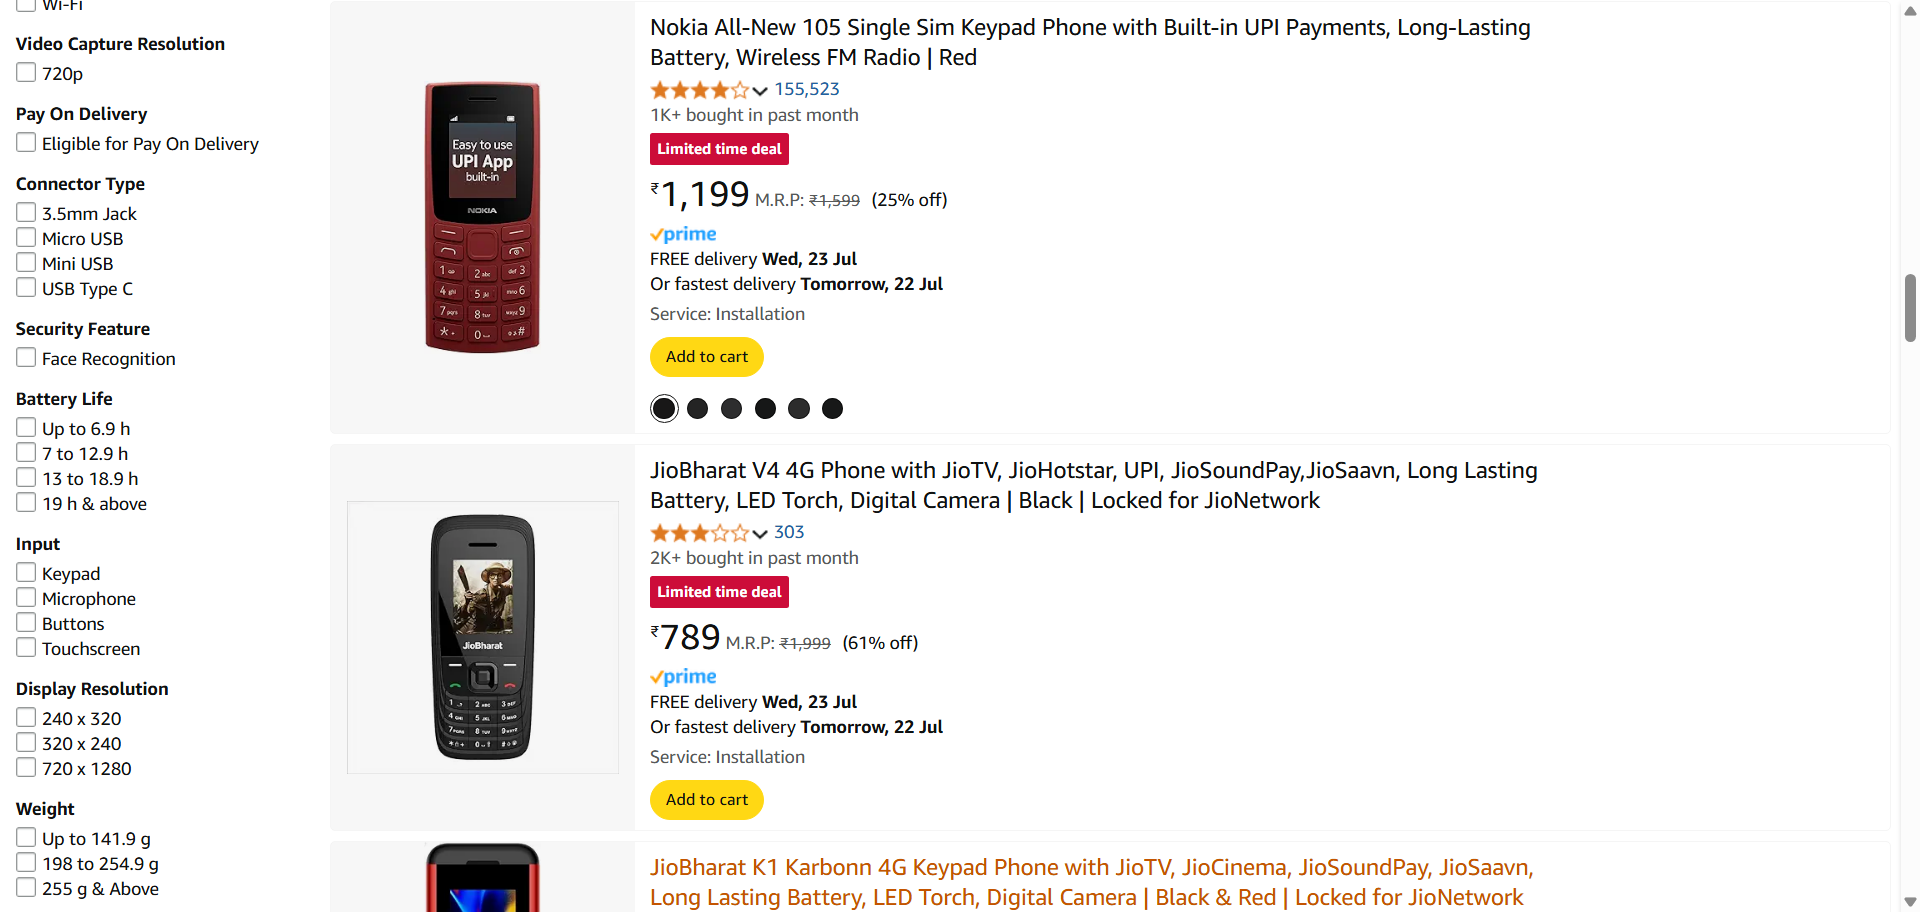 Wi-Fi
Video Capture Resolution
720p
Pay On Delivery
Eligible for Pay On Delivery
Connector Type
3.5mm Jack
Micro USB
Mini USB
USB Type C
Security Feature
Face Recognition
Battery Life
Up to 6.9 h
7 to 12.9 h
13 to 18.9 h
19 h & above
Input
Keypad
Microphone
Buttons
Touchscreen
Display Resolution
240 x 320
320 x 240
720 x 1280
Weight
Up to 141.9 g
198 to 254.9 g
255 g & Above
Easy to use
UPI App
built-in
NOKIA
Nokia All-New 105 Single Sim Keypad Phone with Built-in UPI Payments, Long-Lasting
Battery, Wireless FM Radio | Red
155,523
1K+ bought in past month
Limited time deal
₹1,199 M.R.P: ₹1,599 (25% off)
prime
FREE delivery Wed, 23 Jul
Or fastest delivery Tomorrow, 22 Jul
Service: Installation
Add to cart
JioBharat
JioBharat V4 4G Phone with JioTV, JioHotstar, UPI, JioSoundPay,JioSaavn, Long Lasting
Battery, LED Torch, Digital Camera | Black | Locked for JioNetwork
303
2K+ bought in past month
Limited time deal
₹789 M.R.P: ₹1,999 (61% off)
prime
FREE delivery Wed, 23 Jul
Or fastest delivery Tomorrow, 22 Jul
Service: Installation
Add to cart
JioBharat K1 Karbonn 4G Keypad Phone with JioTV, JioCinema, JioSoundPay, JioSaavn,
Long Lasting Battery, LED Torch, Digital Camera | Black & Red | Locked for JioNetwork